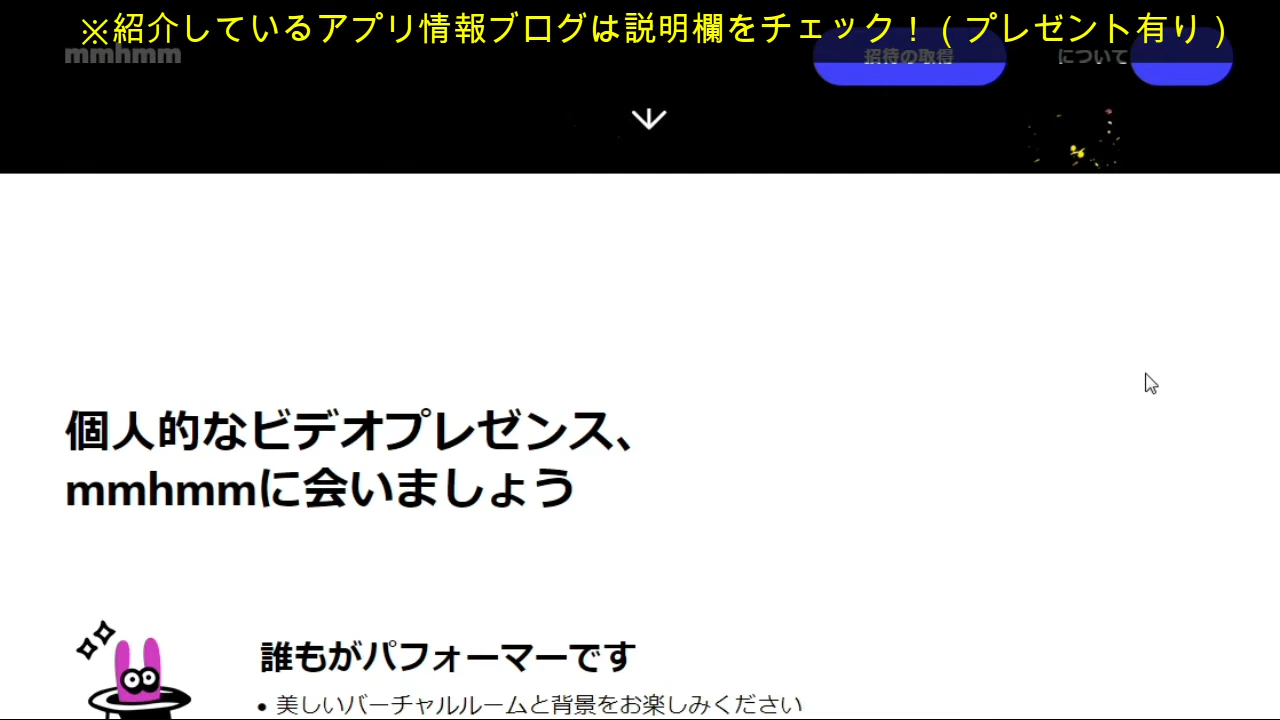 ※紹介しているアプリ情報ブログは説明欄をチェック！（プレゼント有り）
mmhmm
招待の取得
について
個人的なビデオプレゼンス、
mmhmmに会いましょう
誰もがパフォーマーです
• 美しいバーチャルルームと背景をお楽しみください